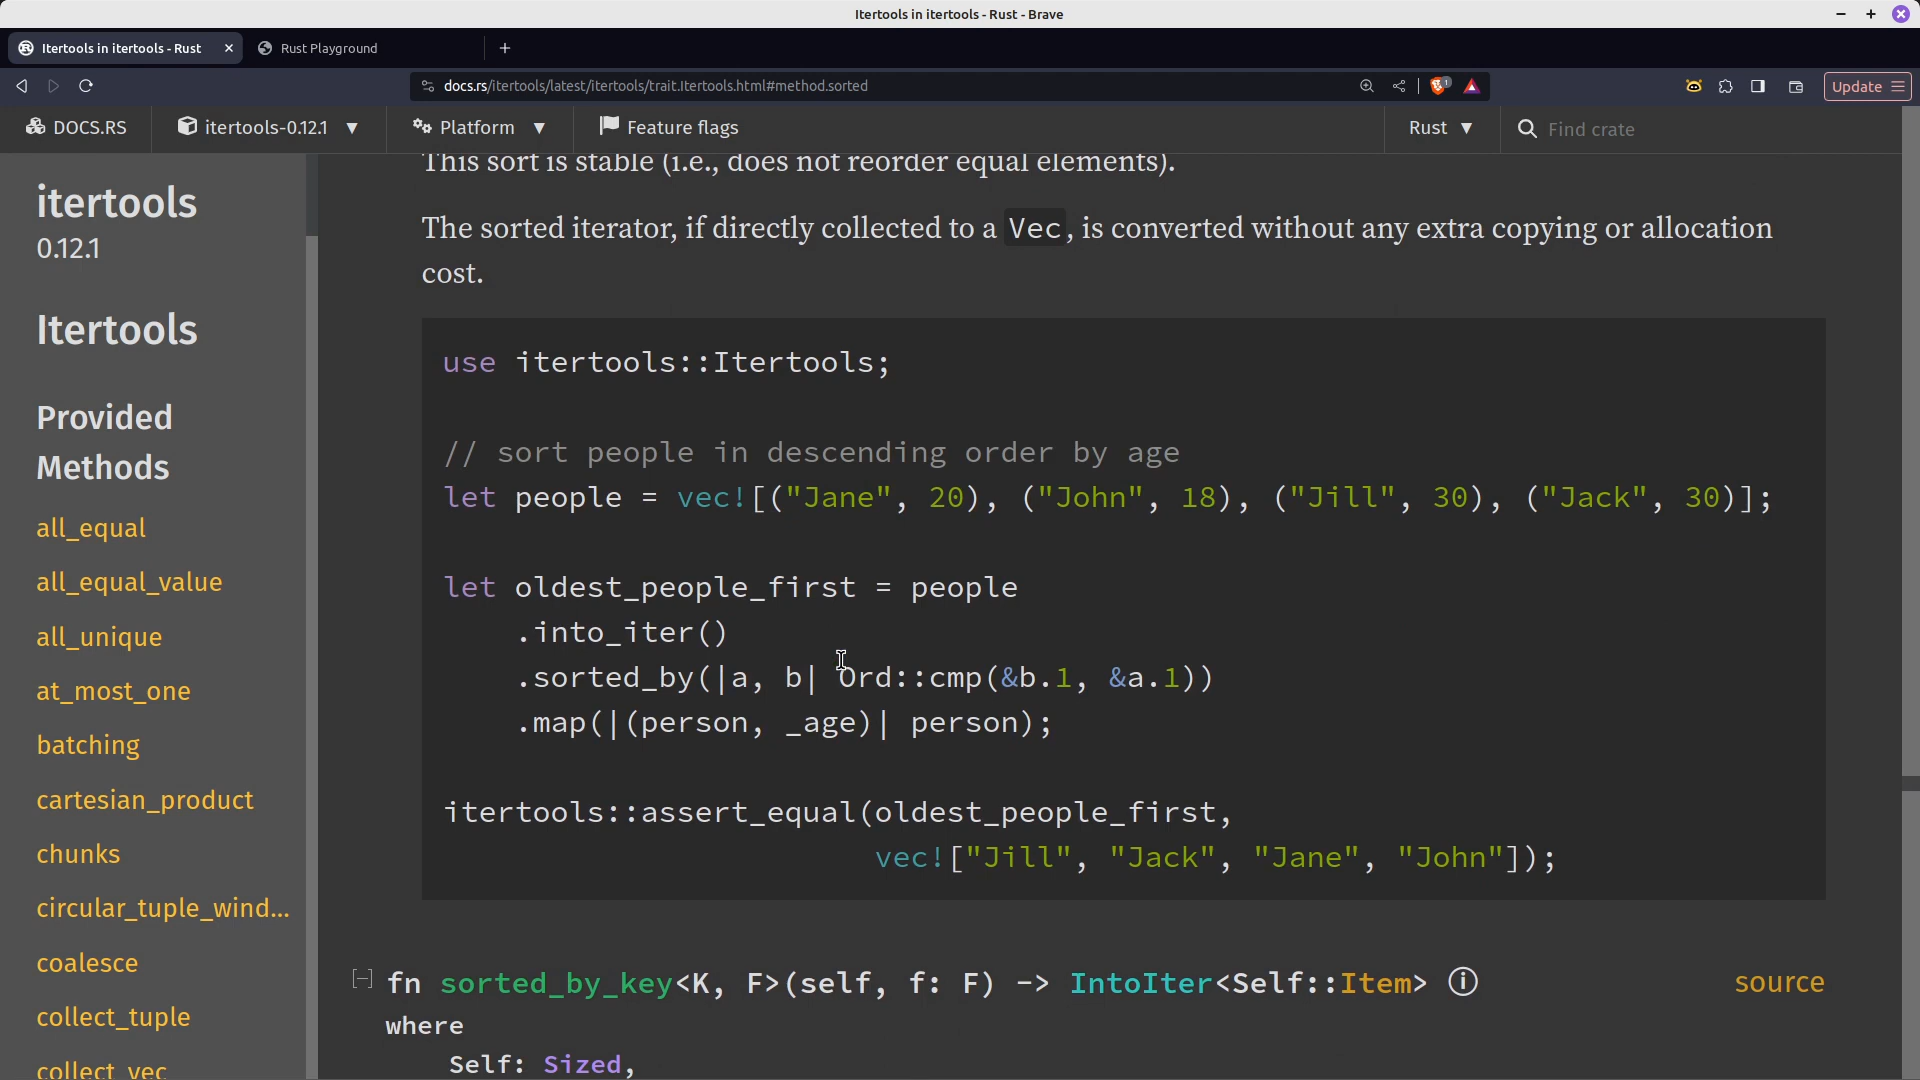 Itertools in itertools - Rust - Brave
Itertools in itertools - Rust
Rust Playground
docs.rs/itertools/latest/itertools/trait.Itertools.html#method.sorted
1
Update
DOCS.RS
itertools-0.12.1
Platform
Feature flags
Rust
Find crate
itertools
0.12.1
Itertools
Provided
Methods
all_equal
all_equal_value
all_unique
at_most_one
batching
cartesian_product
chunks
circular_tuple_wind...
coalesce
collect_tuple
collect_vec
This sort is stable (i.e., does not reorder equal elements).
The sorted iterator, if directly collected to a Vec, is converted without any extra copying or allocation
cost.
use itertools::Itertools;
// sort people in descending order by age
let people = vec![("Jane", 20), ("John", 18), ("Jill", 30), ("Jack", 30)];
let oldest_people_first = people
    .into_iter()
    .sorted_by(|a, b| Ord::cmp(&b.1, &a.1))
    .map(|(person, _age)| person);
itertools::assert_equal(oldest_people_first,
                        vec!["Jill", "Jack", "Jane", "John"]);
[-] fn sorted_by_key<K, F>(self, f: F) -> IntoIter<Self::Item> ⓘ
source
where
    Self: Sized,